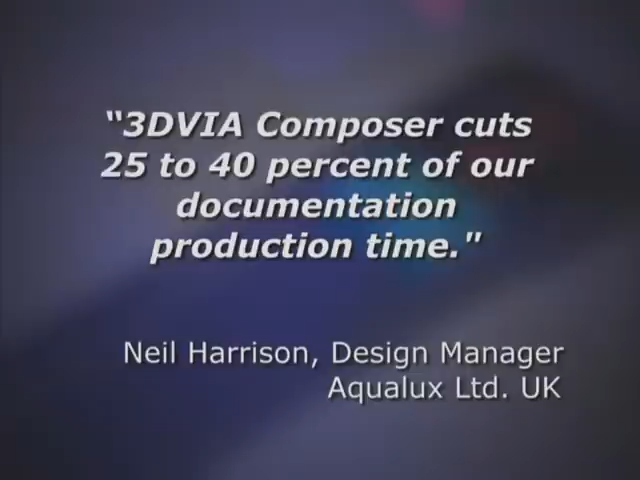 “3DVIA Composer cuts
25 to 40 percent of our
documentation
production time."
Neil Harrison, Design Manager
Aqualux Ltd. UK